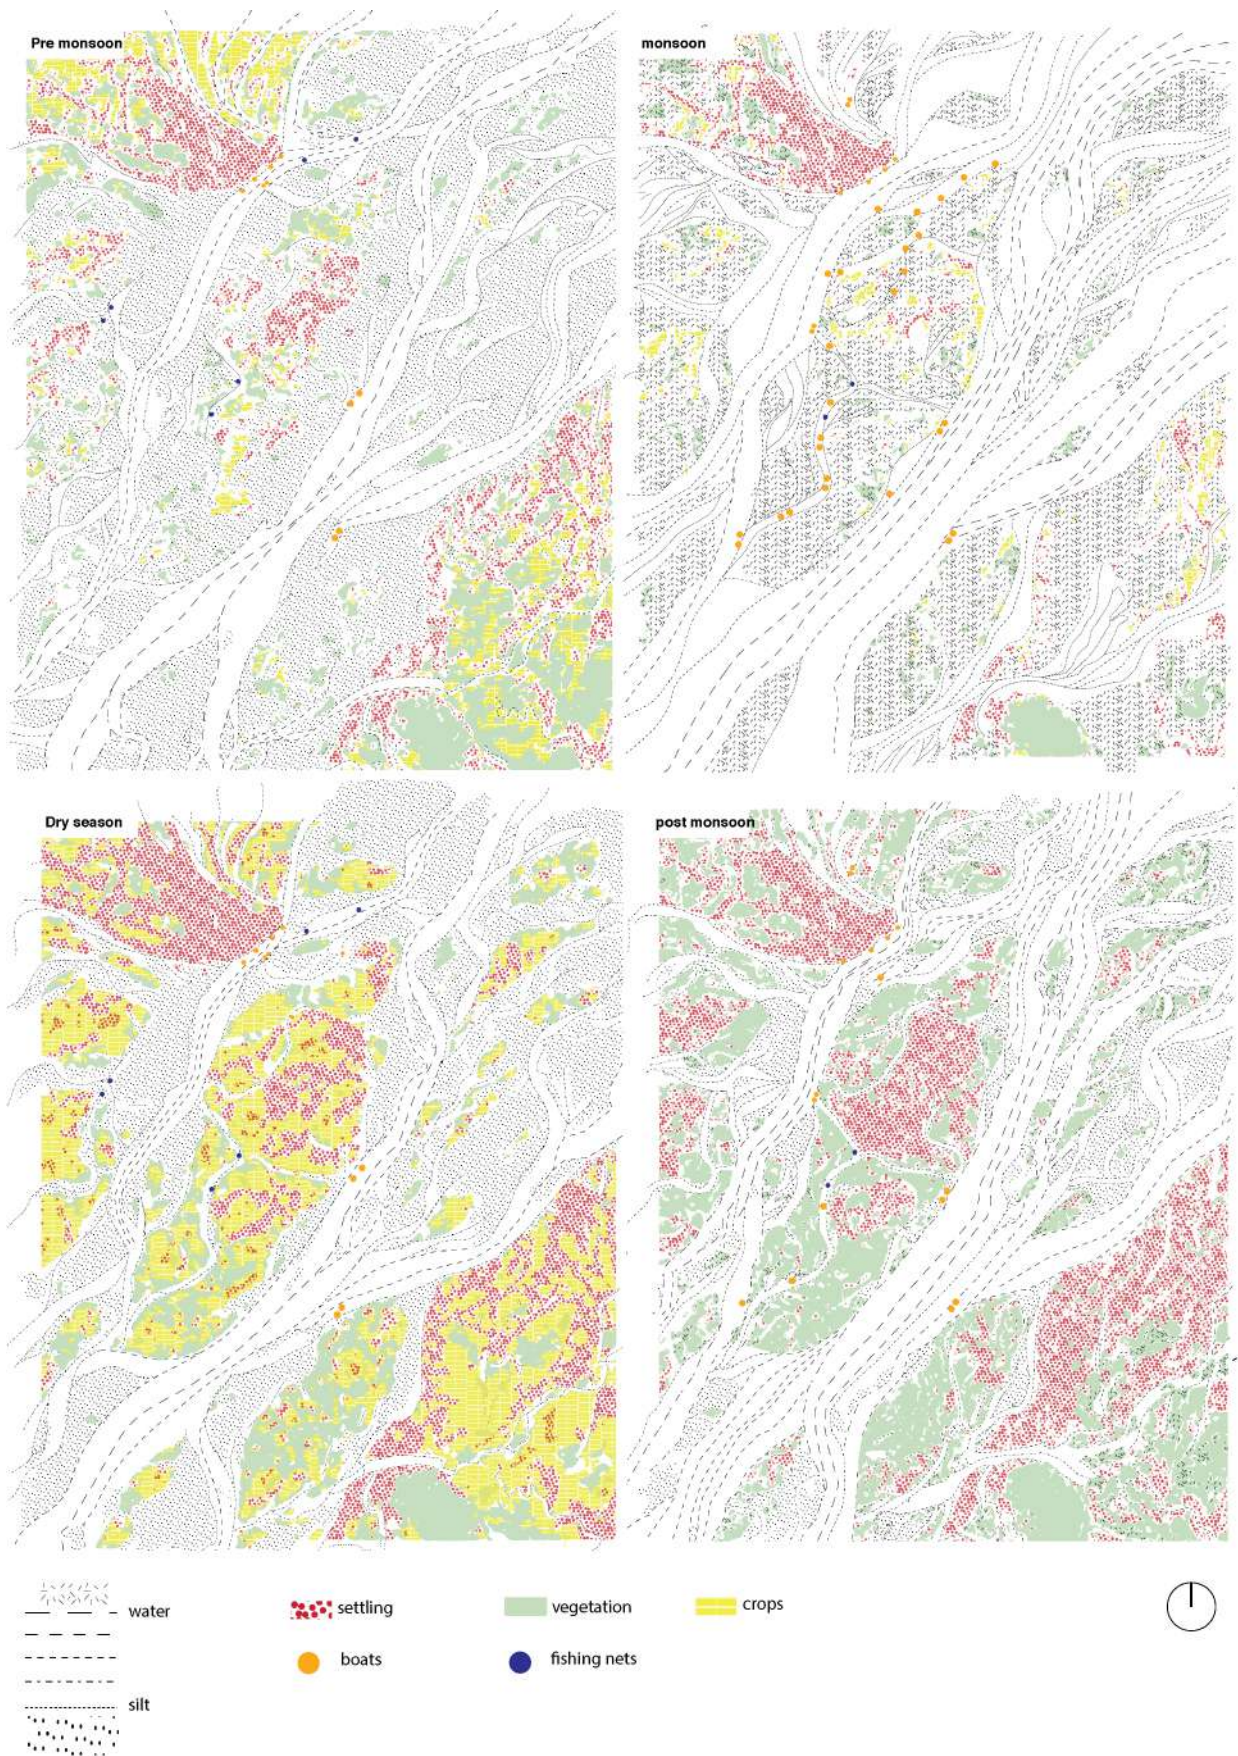 Pre monsoon
monsoon
Dry season
post monsoon
water
settling
vegetation
crops
boats
fishing nets
silt